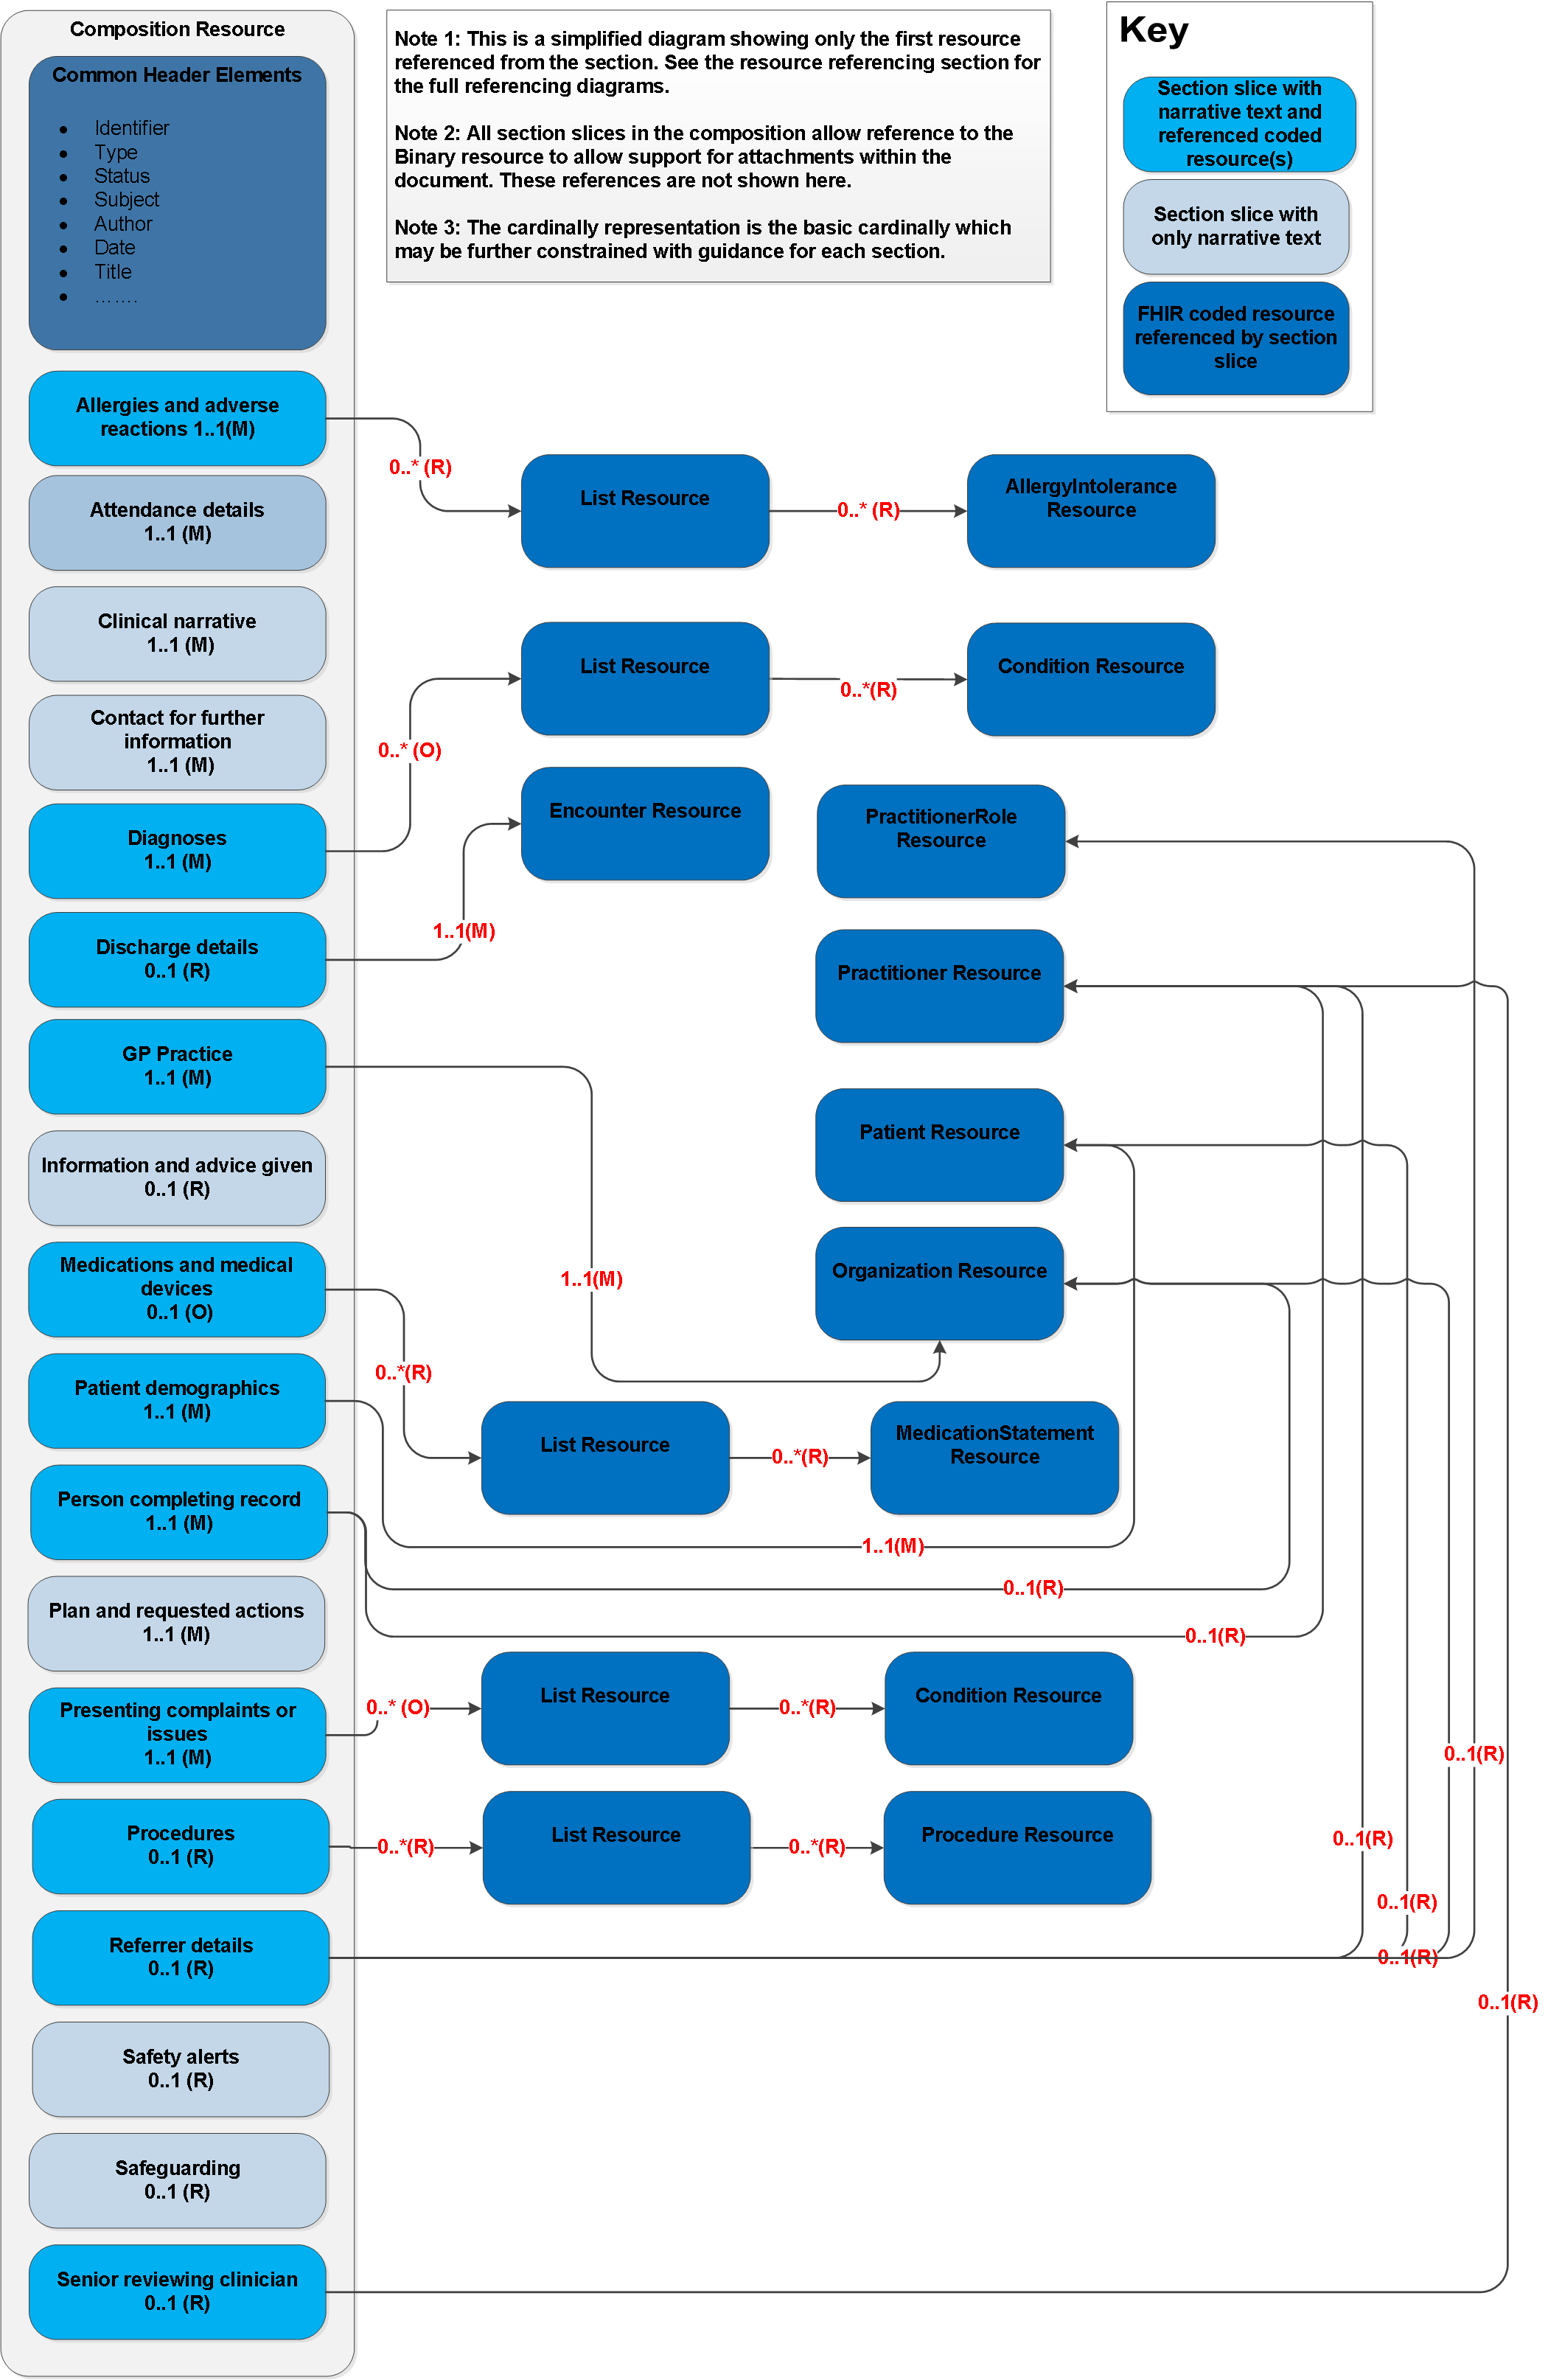 Composition Resource
Common Header Elements
● Identifier
● Type
● Status
● Subject
● Author
● Date
● Title
● …….
Note 1: This is a simplified diagram showing only the first resource
referenced from the section. See the resource referencing section for
the full referencing diagrams.
Note 2: All section slices in the composition allow reference to the
Binary resource to allow support for attachments within the
document. These references are not shown here.
Note 3: The cardinally representation is the basic cardinally which
may be further constrained with guidance for each section.
Key
Section slice with
narrative text and
referenced coded
resource(s)
Section slice with
only narrative text
FHIR coded resource
referenced by section
slice
Allergies and adverse
reactions 1..1(M)
0..* (R)
List Resource
0..* (R)
AllergyIntolerance
Resource
Attendance details
1..1 (M)
Clinical narrative
1..1 (M)
List Resource
0..*(R)
Condition Resource
Contact for further
information
1..1 (M)
0..* (O)
Diagnoses
1..1 (M)
Encounter Resource
PractitionerRole
Resource
Discharge details
0..1 (R)
1..1(M)
Practitioner Resource
GP Practice
1..1 (M)
Patient Resource
Information and advice given
0..1 (R)
Medications and medical
devices
0..1 (O)
1..1(M)
Organization Resource
0..*(R)
Patient demographics
1..1 (M)
List Resource
0..*(R)
MedicationStatement
Resource
Person completing record
1..1 (M)
1..1(M)
0..1(R)
Plan and requested actions
1..1 (M)
0..1(R)
Presenting complaints or
issues
1..1 (M)
0..* (O)
List Resource
0..*(R)
Condition Resource
0..1(R)
Procedures
0..1 (R)
0..*(R)
List Resource
0..*(R)
Procedure Resource
0..1(R)
0..1(R)
Referrer details
0..1 (R)
0..1(R)
0..1(R)
Safety alerts
0..1 (R)
Safeguarding
0..1 (R)
Senior reviewing clinician
0..1 (R)